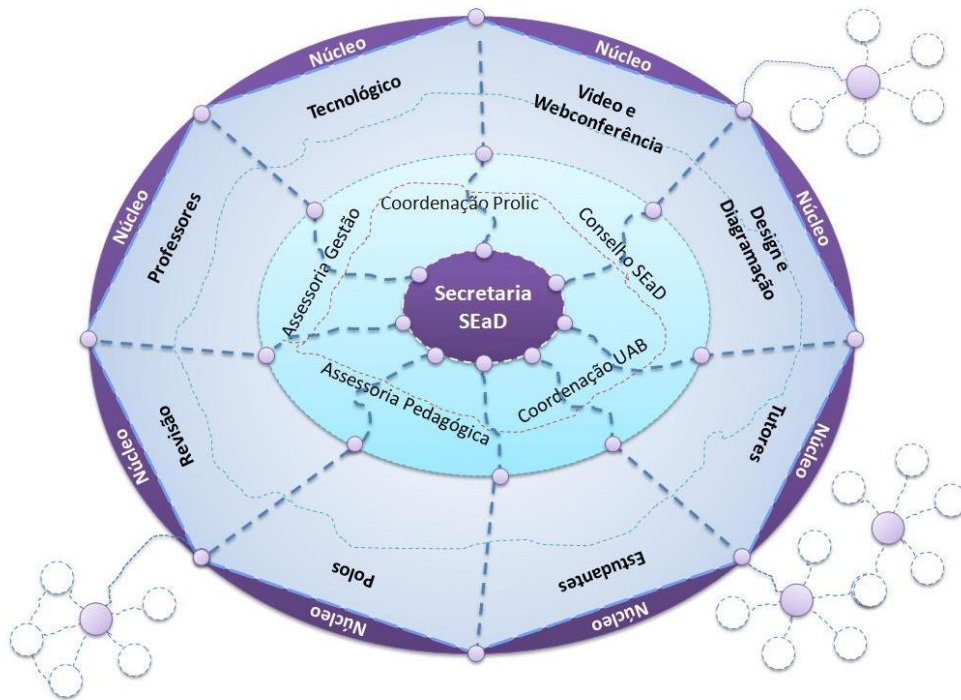 Núcleo
Tecnológico
Núcleo
Video e
Webconferência
Núcleo
Design e
Diagramação
Núcleo
Tutores
Núcleo
Estudantes
Núcleo
Polos
Núcleo
Revisão
Núcleo
Professores
Coordenação Prolic
Conselho SEaD
Coordenação UAB
Assessoria Pedagógica
Assessoria Gestão
Secretaria
SEaD